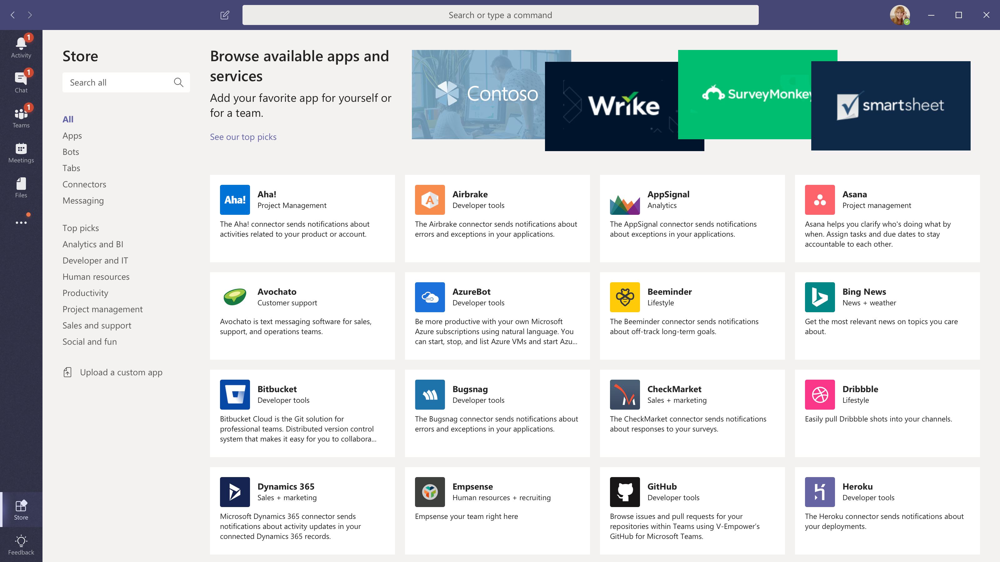 Search or type a command
1
Activity
1
Chat
1
Teams
Meetings
Files
Store
Feedback
Store
Search all
All
Apps
Bots
Tabs
Connectors
Messaging
Top picks
Analytics and BI
Developer and IT
Human resources
Productivity
Project management
Sales and support
Social and fun
Upload a custom app
Browse available apps and
services
Add your favorite app for yourself or
for a team.
See our top picks
Contoso
Wrike
SurveyMonkey
smartsheet
Aha!
Aha!
Project Management
The Aha! connector sends notifications about
activities related to your product or account.
A
Airbrake
Developer tools
The Airbrake connector sends notifications about
errors and exceptions in your applications.
AppSignal
Analytics
The AppSignal connector sends notifications
about exceptions in your applications.
Asana
Project management
Asana helps you clarify who's doing what by
when. Assign tasks and due dates to stay
accountable to each other.
Avochato
Customer support
Avochato is text messaging software for sales,
support, and operations teams.
AzureBot
Developer tools
Be more productive with your own Microsoft
Azure subscriptions using natural language. You
can start, stop, and list Azure VMs and start Azu...
Beeminder
Lifestyle
The Beeminder connector sends notifications
about off-track long-term goals.
Bing News
News + weather
Get the most relevant news on topics you care
about.
Bitbucket
Developer tools
Bitbucket Cloud is the Git solution for
professional teams. Distributed version control
system that makes it easy for you to collabora...
Bugsnag
Developer tools
The Bugsnag connector sends notifications about
errors and exceptions in your applications.
CheckMarket
Sales + marketing
The CheckMarket connector sends notifications
about responses to your surveys.
Dribbble
Lifestyle
Easily pull Dribbble shots into your channels.
Dynamics 365
Sales + marketing
Microsoft Dynamics 365 connector sends
notifications about activity updates in your
connected Dynamics 365 records.
Empsense
Human resources + recruiting
Empsense your team right here
GitHub
Developer tools
Browse issues and pull requests for your
repositories within Teams using V-Empower’s
GitHub for Microsoft Teams.
Heroku
Developer tools
The Heroku connector sends notifications about
your deployments.